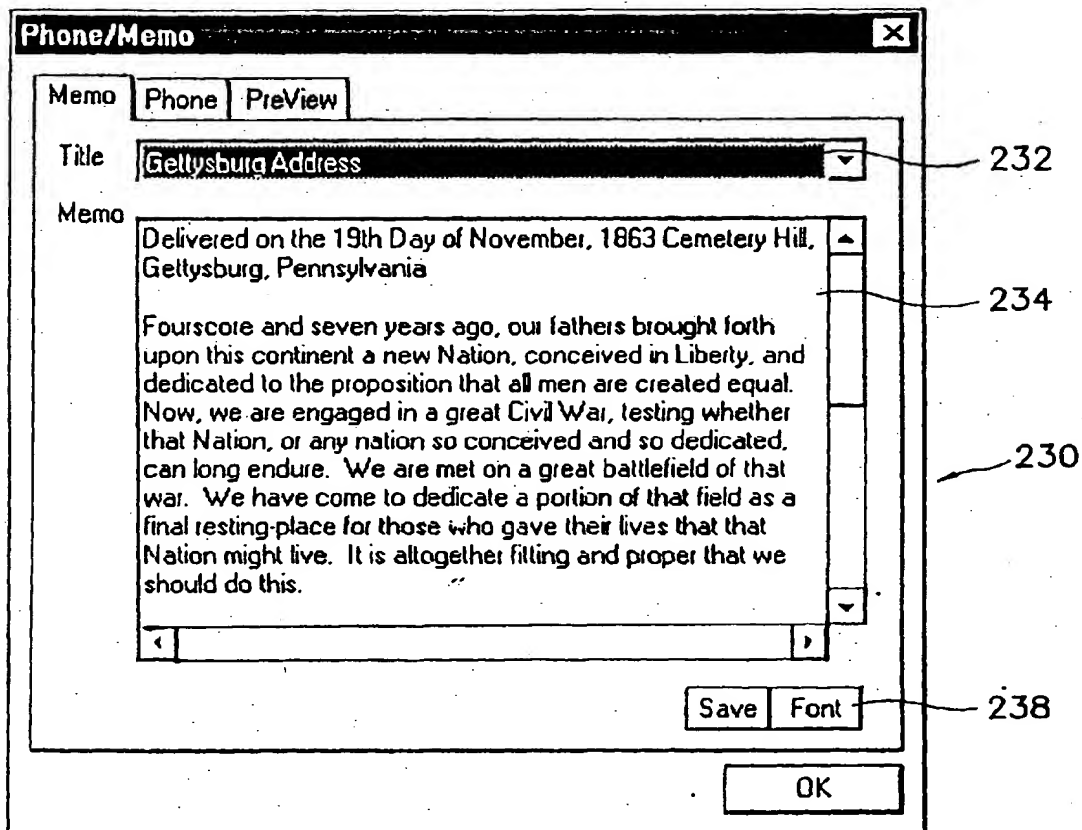 Phone/Memo
Memo Phone PreView
Title Gettysburg Address 232
Memo
Delivered on the 19th Day of November, 1863 Cemetery Hill,
Gettysburg, Pennsylvania
234
Fourscore and seven years ago, our fathers brought forth
upon this continent a new Nation, conceived in Liberty, and
dedicated to the proposition that all men are created equal.
Now, we are engaged in a great Civil War, testing whether
that Nation, or any nation so conceived and so dedicated,
can long endure. We are met on a great battlefield of that
230
war. We have come to dedicate a portion of that field as a
final resting-place for those who gave their lives that that
Nation might live. It is altogether fitting and proper that we
should do this.
Save Font 238
OK